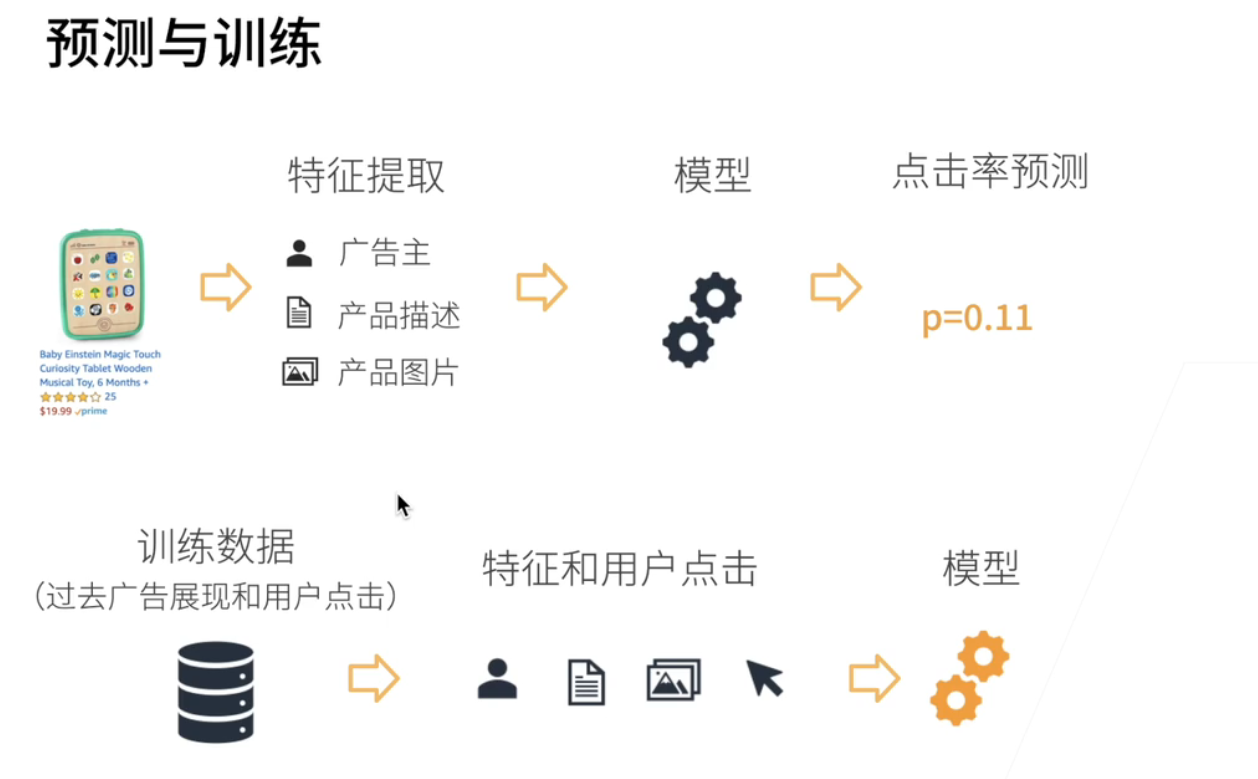 预测与训练
特征提取
模型
点击率预测
广告主
产品描述
产品图片
p=0.11
Baby Einstein Magic Touch
Curiosity Tablet Wooden
Musical Toy, 6 Months +
25
$19.99 prime
训练数据
（过去广告展现和用户点击）
特征和用户点击
模型